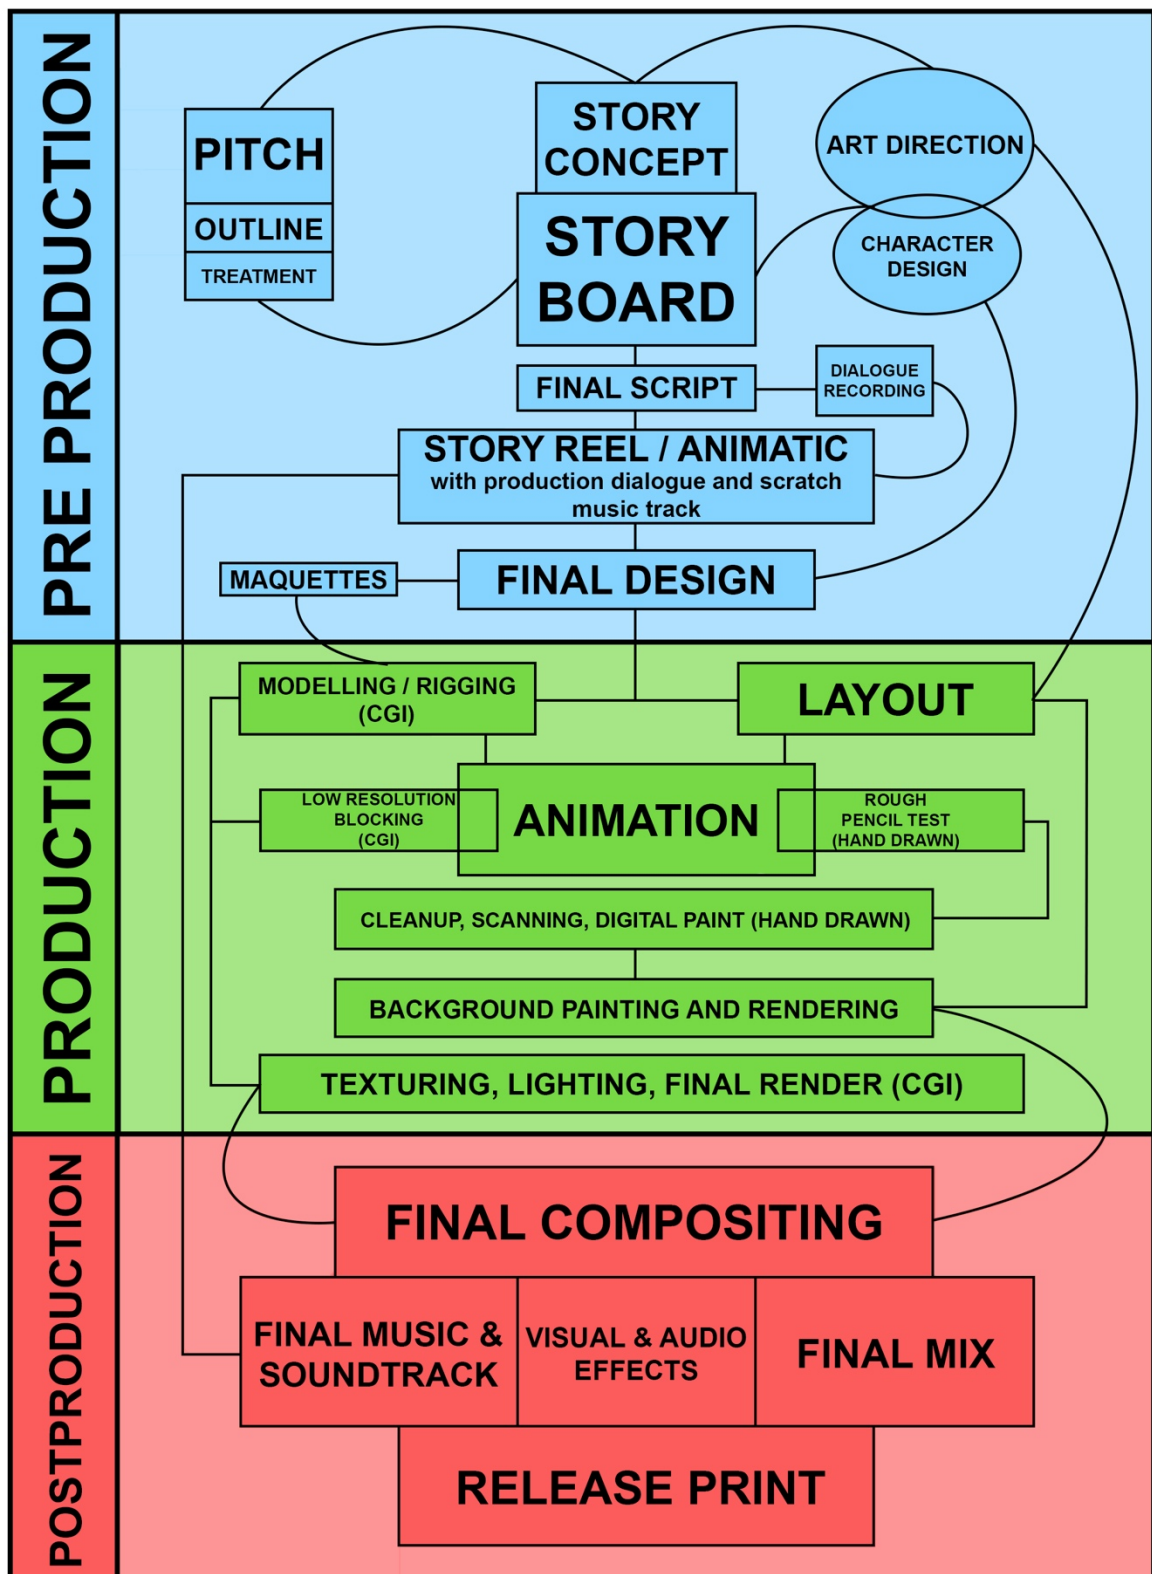 PRE PRODUCTION
PITCH
OUTLINE
TREATMENT
STORY
CONCEPT
STORY
BOARD
ART DIRECTION
CHARACTER
DESIGN
FINAL SCRIPT
DIALOGUE
RECORDING
STORY REEL / ANIMATIC
with production dialogue and scratch
music track
MAQUETTES
FINAL DESIGN
PRODUCTION
MODELLING / RIGGING
(CGI)
LAYOUT
LOW RESOLUTION
BLOCKING
(CGI)
ANIMATION
ROUGH
PENCIL TEST
(HAND DRAWN)
CLEANUP, SCANNING, DIGITAL PAINT (HAND DRAWN)
BACKGROUND PAINTING AND RENDERING
TEXTURING, LIGHTING, FINAL RENDER (CGI)
POSTPRODUCTION
FINAL COMPOSITING
FINAL MUSIC &
SOUNDTRACK
VISUAL & AUDIO
EFFECTS
FINAL MIX
RELEASE PRINT